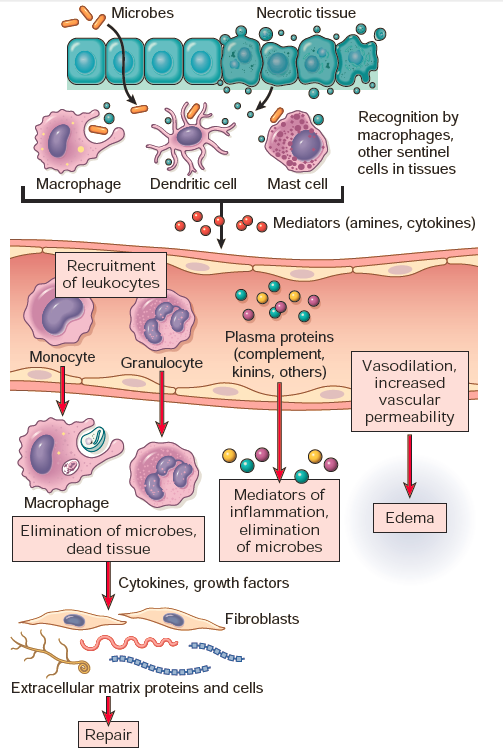 Microbes
Necrotic tissue
Recognition by
macrophages,
other sentinel
cells in tissues
Macrophage
Dendritic cell
Mast cell
Mediators (amines, cytokines)
Recruitment
of leukocytes
Monocyte
Granulocyte
Plasma proteins
(complement,
kinins, others)
Vasodilation,
increased
vascular
permeability
Macrophage
Mediators of
inflammation,
elimination
of microbes
Edema
Elimination of microbes,
dead tissue
Cytokines, growth factors
Fibroblasts
Extracellular matrix proteins and cells
Repair